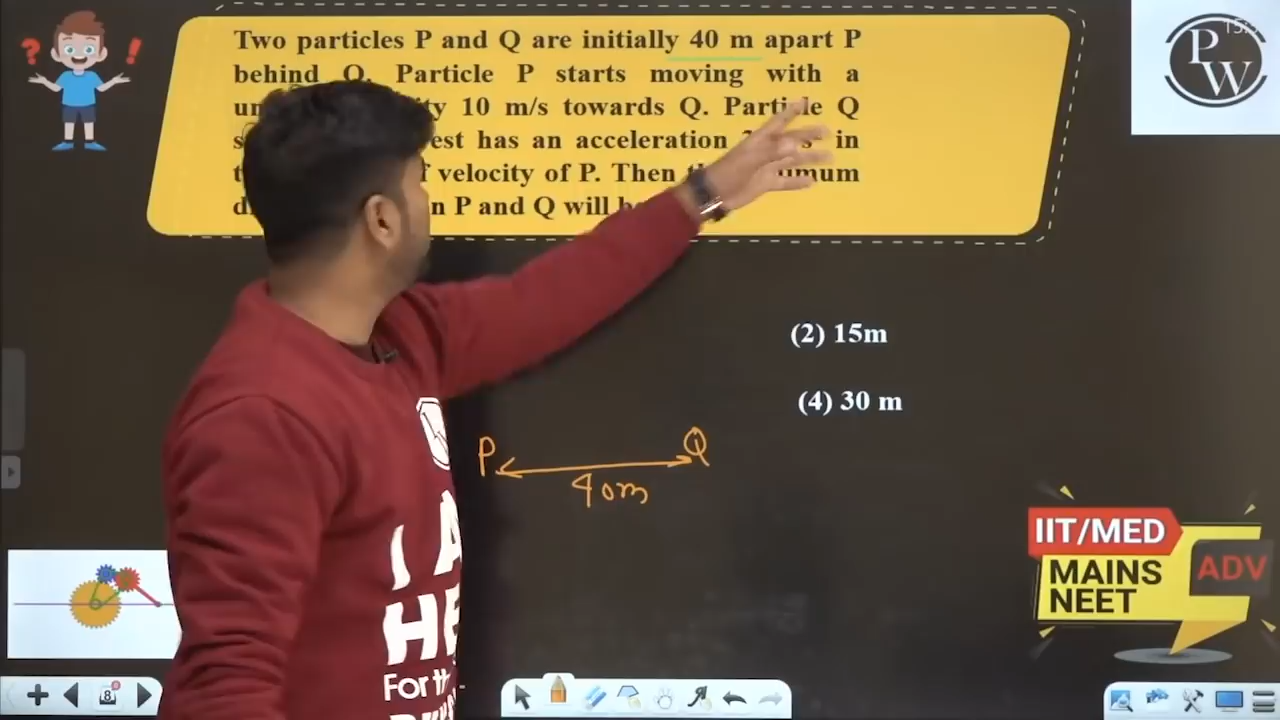 Two particles P and Q are initially 40 m apart P
behind Q. Particle P starts moving with a
10 m/s towards Q. Particle Q
has an acceleration in
velocity of P. Then
P and Q will
(2) 15m
(4) 30 m
P Q
40m
PW
I A
HE
For th
IIT/MED
MAINS
NEET
ADV
8